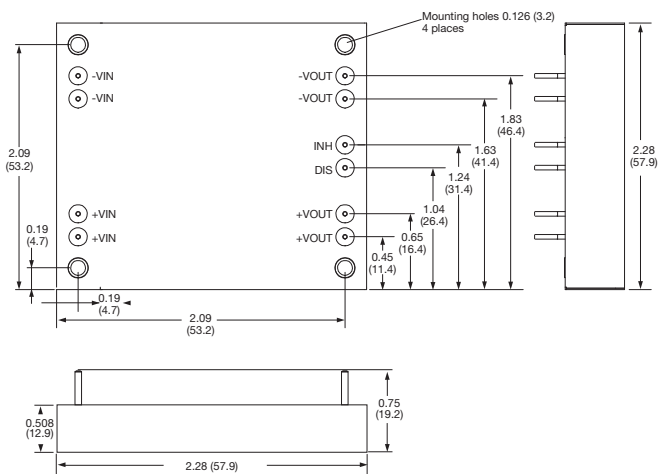 Mounting holes 0.126 (3.2)
4 places
-VIN
-VOUT
-VIN
-VOUT
INH
DIS
+VIN
+VOUT
+VIN
+VOUT
2.09
(53.2)
0.19
(4.7)
0.19
(4.7)
2.09
(53.2)
0.45
(11.4)
0.65
(16.4)
1.04
(26.4)
1.24
(31.4)
1.63
(41.4)
1.83
(46.4)
2.28
(57.9)
0.508
(12.9)
0.75
(19.2)
2.28 (57.9)